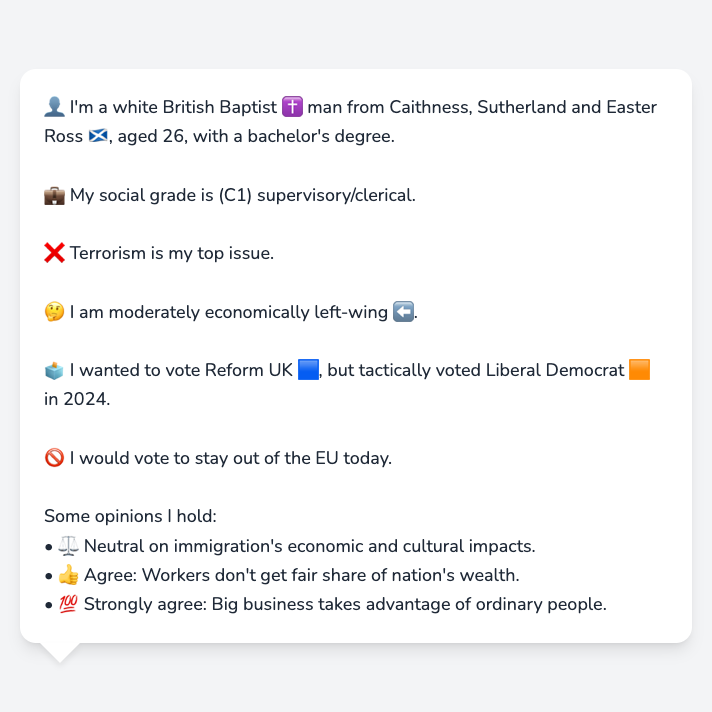 👤 I'm a white British Baptist ✝️ man from Caithness, Sutherland and Easter
Ross 🏴󠁧󠁢󠁳󠁣󠁴󠁿, aged 26, with a bachelor's degree.
💼 My social grade is (C1) supervisory/clerical.
❌ Terrorism is my top issue.
🤔 I am moderately economically left-wing ⬅️.
🗳️ I wanted to vote Reform UK 🟦, but tactically voted Liberal Democrat 🟧
in 2024.
🚫 I would vote to stay out of the EU today.
Some opinions I hold:
• ⚖️ Neutral on immigration's economic and cultural impacts.
• 👍 Agree: Workers don't get fair share of nation's wealth.
• 💯 Strongly agree: Big business takes advantage of ordinary people.